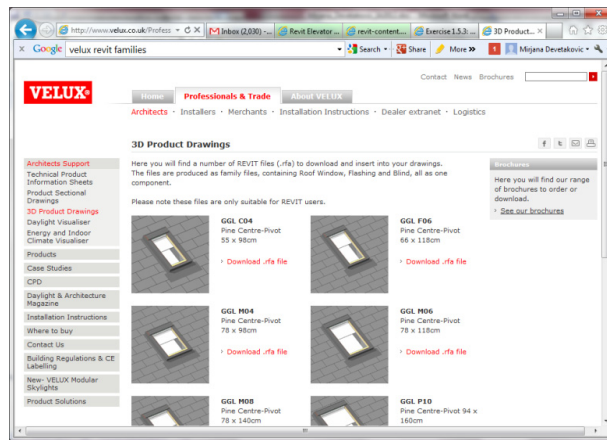 http://www.velux.co.uk/Profess
Inbox (2,030) -...
Revit Elevator ...
revit-content....
Exercise 1.5.3: ...
3D Product...
Google velux revit families
Search
Share
More »
1
Mirjana Devetakovic
Contact News Brochures
VELUX
Home
Professionals & Trade
About VELUX
Architects · Installers · Merchants · Installation Instructions · Dealer extranet · Logistics
3D Product Drawings
Architects Support
Technical Product
Information Sheets
Product Sectional
Drawings
3D Product Drawings
Daylight Visualiser
Energy and Indoor
Climate Visualiser
Products
Case Studies
CPD
Daylight & Architecture
Magazine
Installation Instructions
Where to buy
Contact Us
Building Regulations & CE
Labelling
New- VELUX Modular
Skylights
Product Solutions
Here you will find a number of REVIT files (.rfa) to download and insert into your drawings.
The files are produced as family files, containing Roof Window, Flashing and Blind, all as one
component.
Please note these files are only suitable for REVIT users.
GGL C04
Pine Centre-Pivot
55 x 98cm
Download .rfa file
GGL F06
Pine Centre-Pivot
66 x 118cm
Download .rfa file
GGL M04
Pine Centre-Pivot
78 x 98cm
Download .rfa file
GGL M06
Pine Centre-Pivot
78 x 118cm
Download .rfa file
GGL M08
Pine Centre-Pivot
78 x 140cm
GGL P10
Pine Centre-Pivot 94 x
160cm
Brochures
Here you will find our range
of brochures to order or
download.
See our brochures